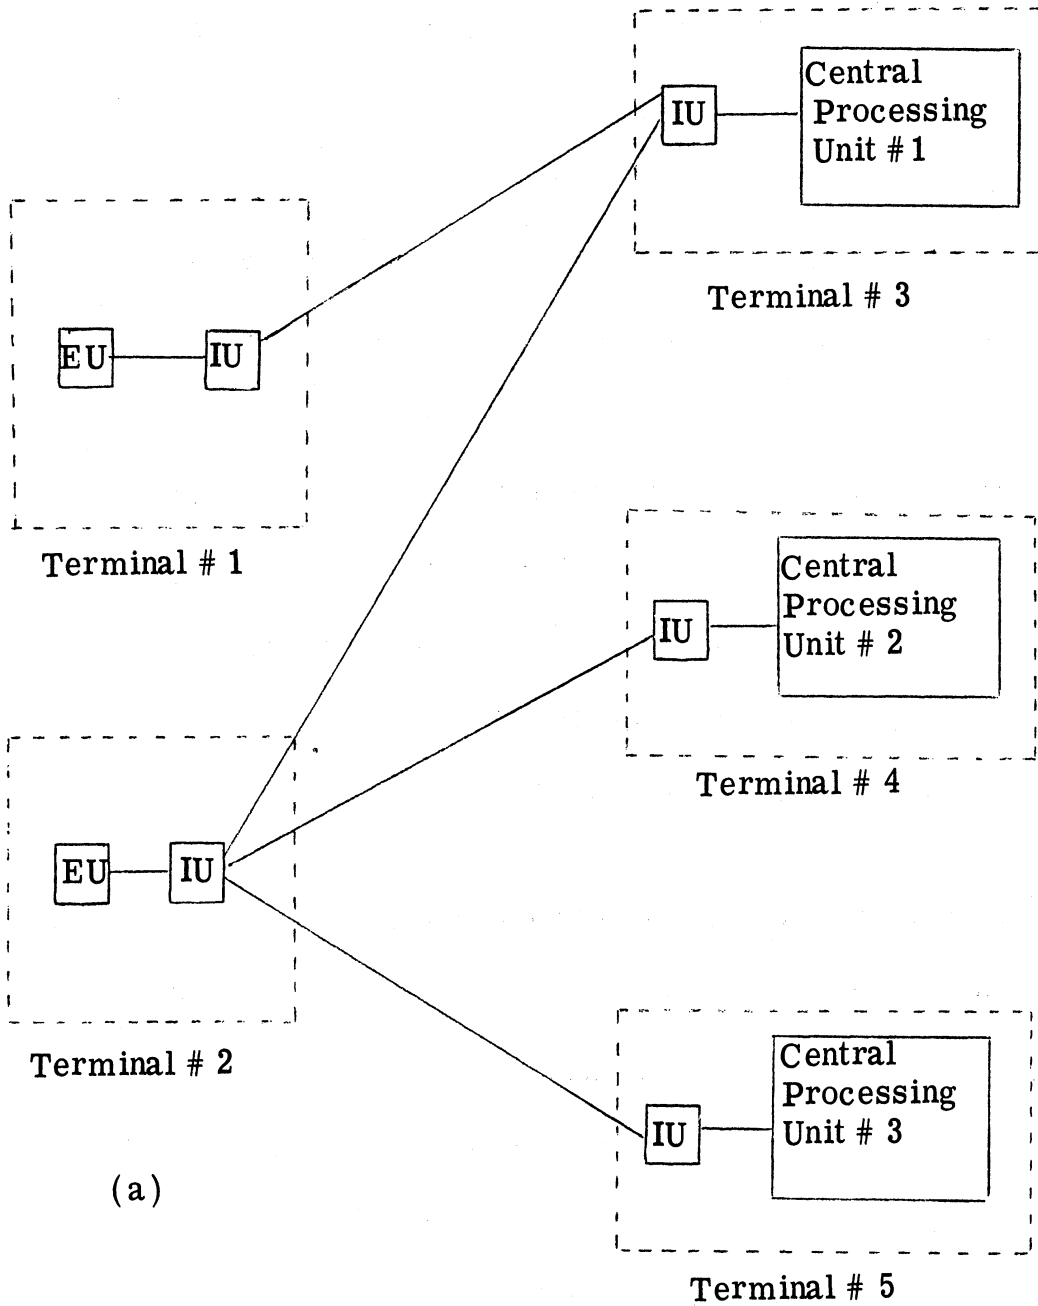 IU
Central
Processing
Unit # 1
Terminal # 3
EU
IU
Terminal # 1
IU
Central
Processing
Unit # 2
Terminal # 4
EU
IU
Terminal # 2
IU
Central
Processing
Unit # 3
(a)
Terminal # 5